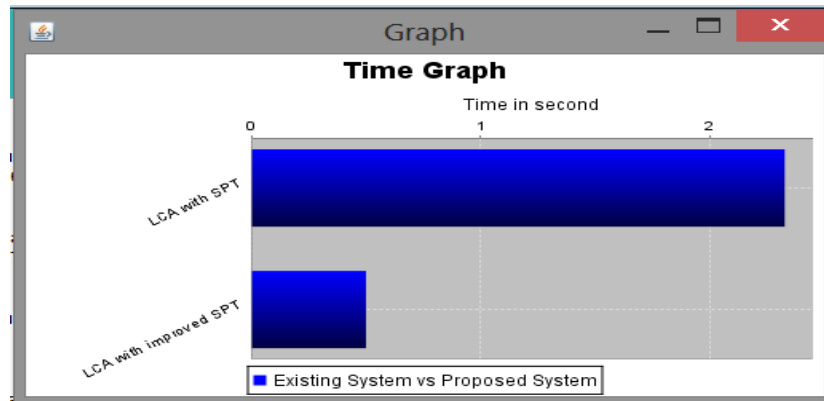 Graph
Time Graph
Time in second
0 1 2
LCA with SPT
LCA with improved SPT
Existing System vs Proposed System